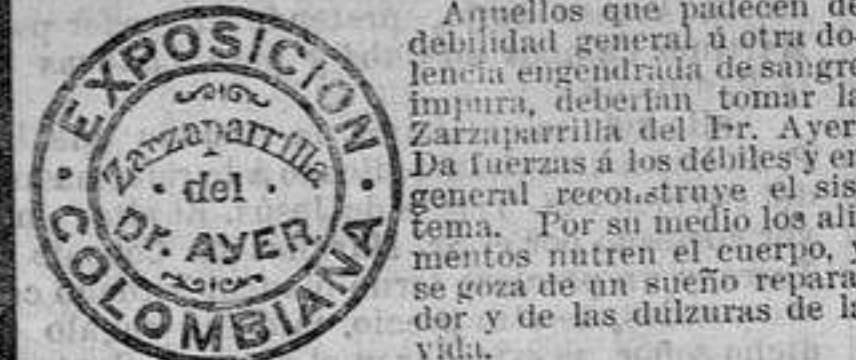 EXPOSICION
COLOMBIANA
Zarzaparrilla
del
Dr. AYER
Aquellos que padecen de
debilidad general ú otra do-
lencia engendrada de sangre
impura, deberían tomar la
Zarzaparrilla del Dr. Ayer.
Da fuerzas á los débiles y en
general reconstruye el sis-
tema. Por su medio los ali-
mentos nutren el cuerpo, y
se goza de un sueño repara-
dor y de las dulzuras de la
vida.